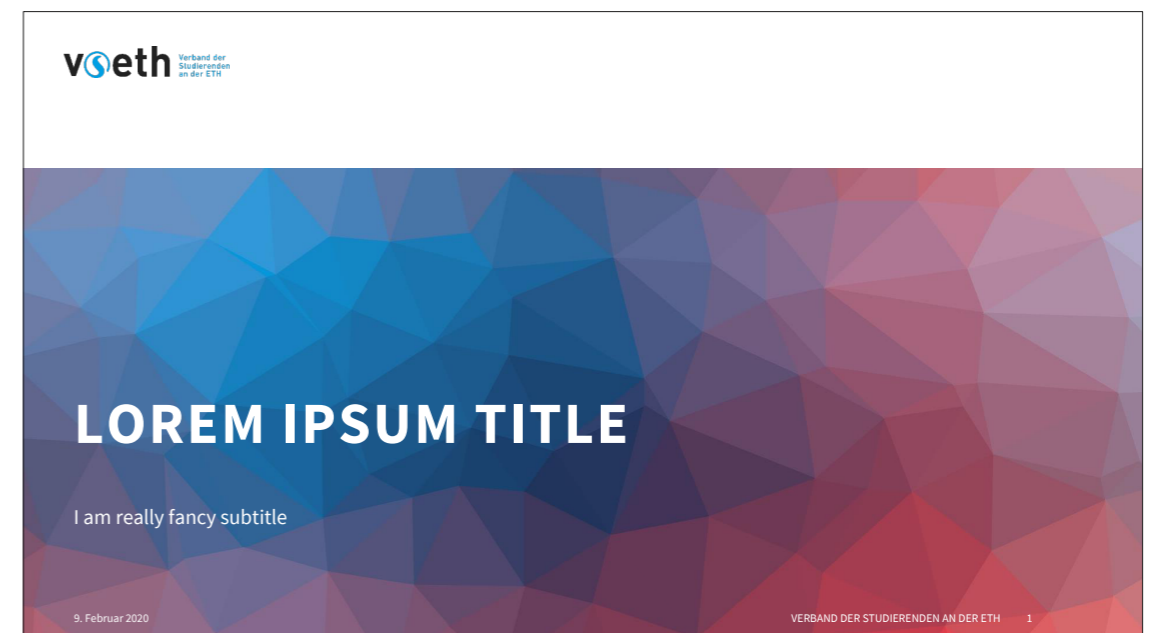 vseth
Verband der
Studierenden
an der ETH
LOREM IPSUM TITLE
I am really fancy subtitle
9. Februar 2020
VERBAND DER STUDIERENDEN AN DER ETH 1